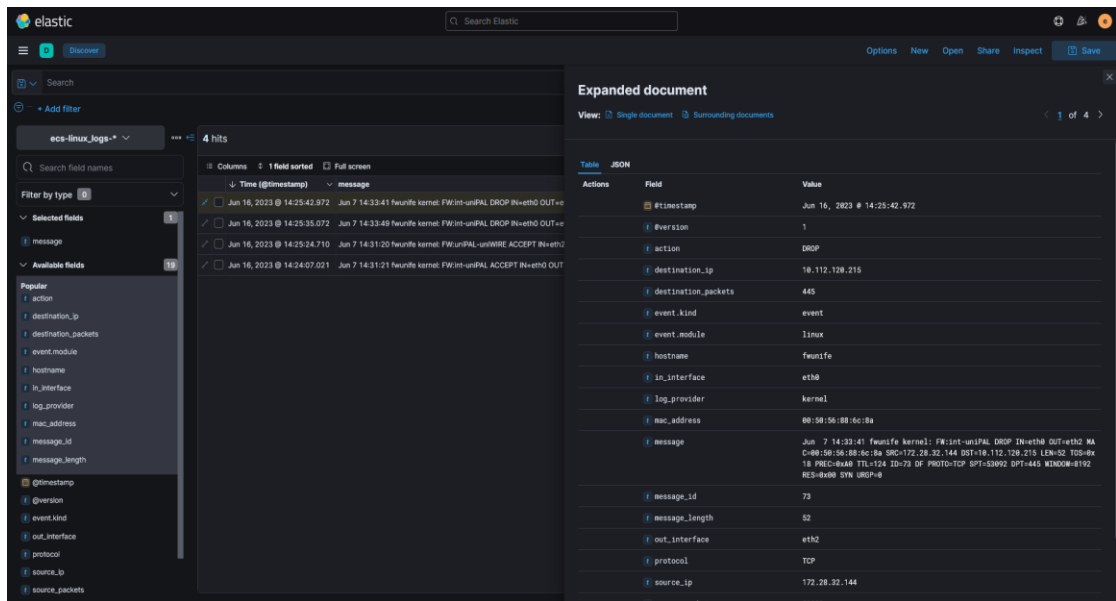 elastic
Search Elastic
e
D
Discover
Options New Open Share Inspect Save
Search
+ Add filter
ecs-linux_logs-*
4 hits
Search field names
Columns 1 field sorted Full screen
Filter by type 0
Time (@timestamp) message
Jun 16, 2023 @ 14:25:42.972 Jun 7 14:33:41 fwunife kernel: FW:int-uniPAL DROP IN=eth0 OUT=e
Selected fields 1
Jun 16, 2023 @ 14:25:35.072 Jun 7 14:33:49 fwunife kernel: FW:int-uniPAL DROP IN=eth0 OUT=e
message
Jun 16, 2023 @ 14:25:24.710 Jun 7 14:31:20 fwunife kernel: FW:uniPAL-uniWIRE ACCEPT IN=eth2
Available fields 19
Jun 16, 2023 @ 14:24:07.021 Jun 7 14:31:21 fwunife kernel: FW:int-uniPAL ACCEPT IN=eth0 OUT
Popular
action
destination_ip
destination_packets
event.module
hostname
in_interface
log_provider
mac_address
message_id
message_length
@timestamp
@version
event.kind
out_interface
protocol
source_ip
source_packets
Expanded document
View: Single document Surrounding documents
1 of 4
Table JSON
Actions Field Value
@timestamp Jun 16, 2023 @ 14:25:42.972
@version 1
action DROP
destination_ip 10.112.120.215
destination_packets 445
event.kind event
event.module linux
hostname fwunife
in_interface eth0
log_provider kernel
mac_address 00:50:56:88:6c:8a
message Jun 7 14:33:41 fwunife kernel: FW:int-uniPAL DROP IN=eth0 OUT=eth2 MA
C=00:50:56:88:6c:8a SRC=172.28.32.144 DST=10.112.120.215 LEN=52 TOS=0x
18 PREC=0xA0 TTL=124 ID=73 DF PROTO=TCP SPT=53092 DPT=445 WINDOW=8192
RES=0x00 SYN URGP=0
message_id 73
message_length 52
out_interface eth2
protocol TCP
source_ip 172.28.32.144